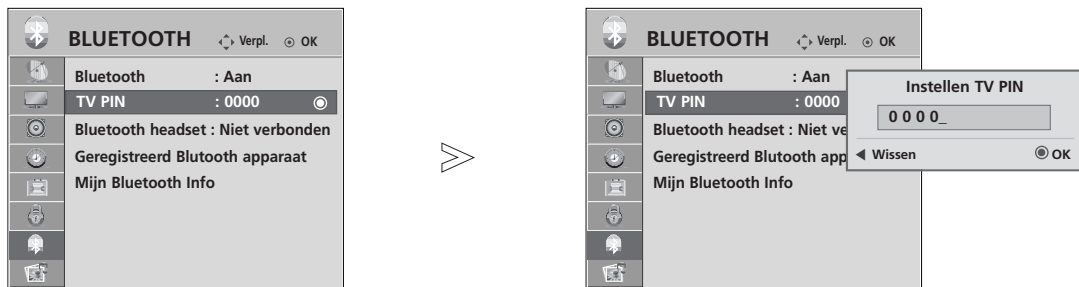 BLUETOOTH Verpl. OK
Bluetooth : Aan
TV PIN : 0000
Bluetooth headset : Niet verbonden
Geregistreerd Blutooth apparaat
Mijn Bluetooth Info
BLUETOOTH Verpl. OK
Bluetooth : Aan
TV PIN : 0000
Bluetooth headset : Niet ve
Geregistreerd Blutooth app
Mijn Bluetooth Info
Instellen TV PIN
0 0 0 0_
Wissen OK